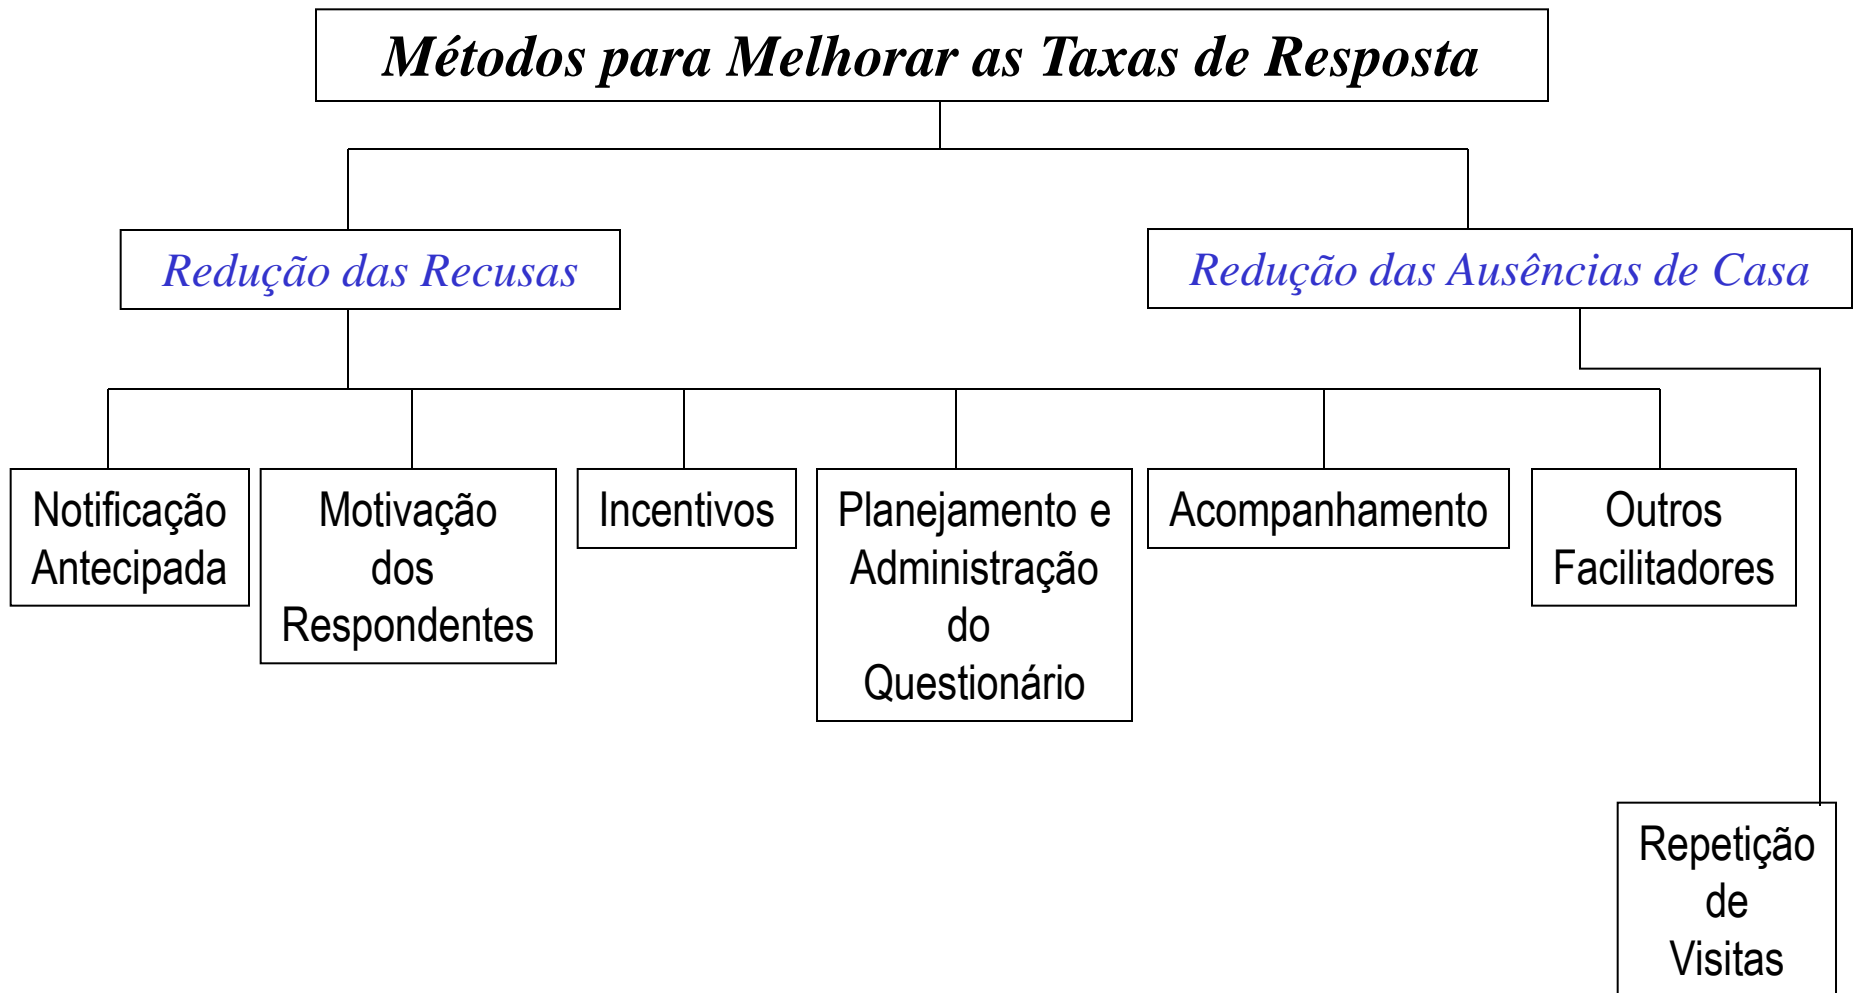 Métodos para Melhorar as Taxas de Resposta
Redução das Recusas
Redução das Ausências de Casa
Notificação
Antecipada
Motivação
dos
Respondentes
Incentivos
Planejamento e
Administração
do
Questionário
Acompanhamento
Outros
Facilitadores
Repetição
de
Visitas